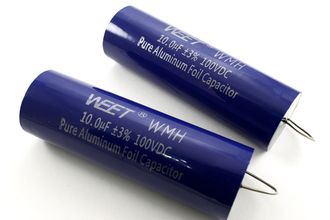 WEET WMH
10.0uF ±3% 100VDC
Pure Aluminum Foil Capacitor
WEET ® WMH
10.0uF ±3% 100VDC
Pure Aluminum Foil Capacitor